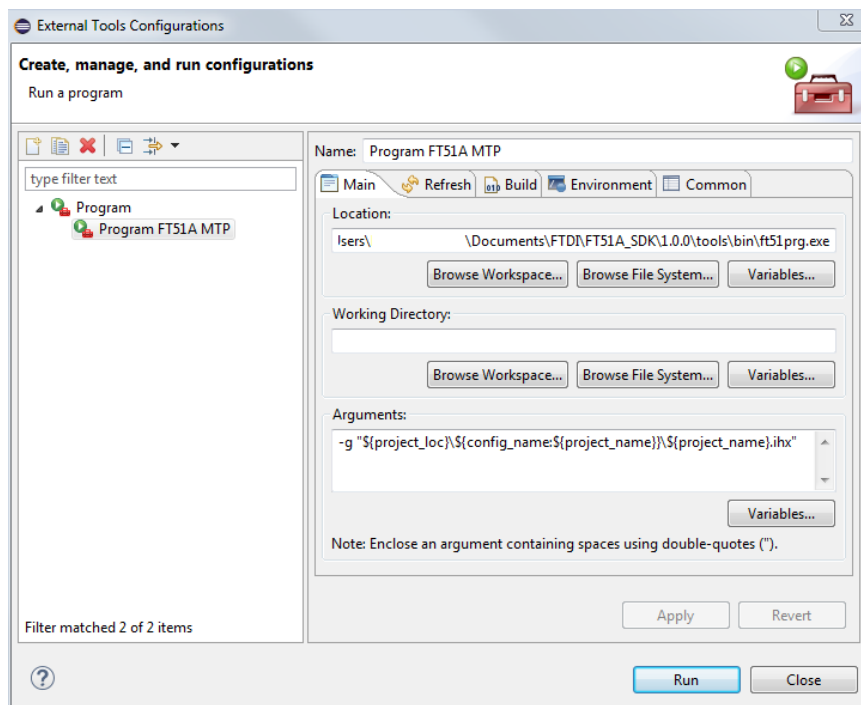 External Tools Configurations
Create, manage, and run configurations
Run a program
type filter text
Program
Program FT51A MTP
Filter matched 2 of 2 items
Name: Program FT51A MTP
Main Refresh Build Environment Common
Location:
\Documents\FTDI\FT51A_SDK\1.0.0\tools\bin\ft51prg.exe
Browse Workspace... Browse File System... Variables...
Working Directory:
Browse Workspace... Browse File System... Variables...
Arguments:
-g "${project_loc}\${config_name:${project_name}}\${project_name}.ihx"
Variables...
Note: Enclose an argument containing spaces using double-quotes (").
Apply Revert
? Run Close